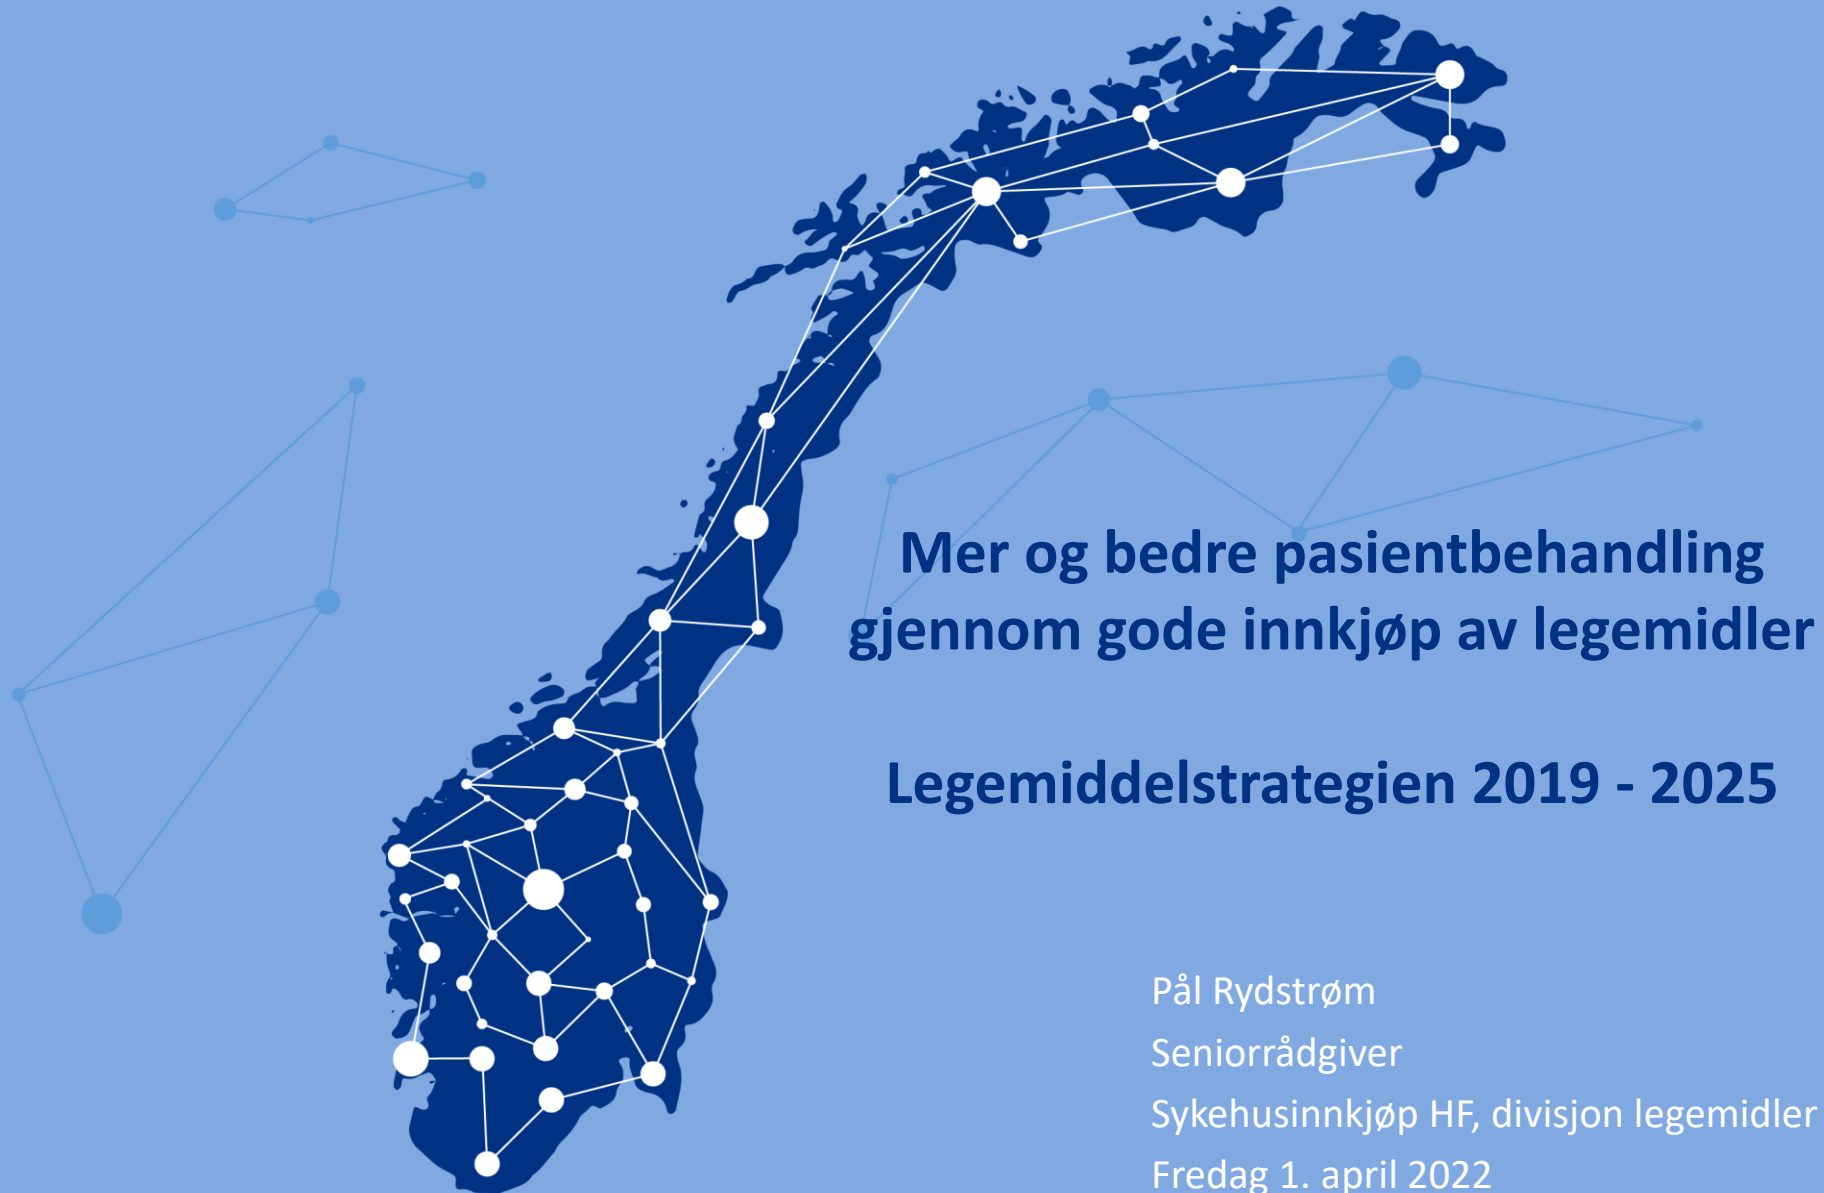 Mer og bedre pasientbehandling
gjennom gode innkjøp av legemidler
Legemiddelstrategien 2019 - 2025
Pål Rydstrøm
Seniorrådgiver
Sykehusinnkjøp HF, divisjon legemidler
Fredag 1. april 2022